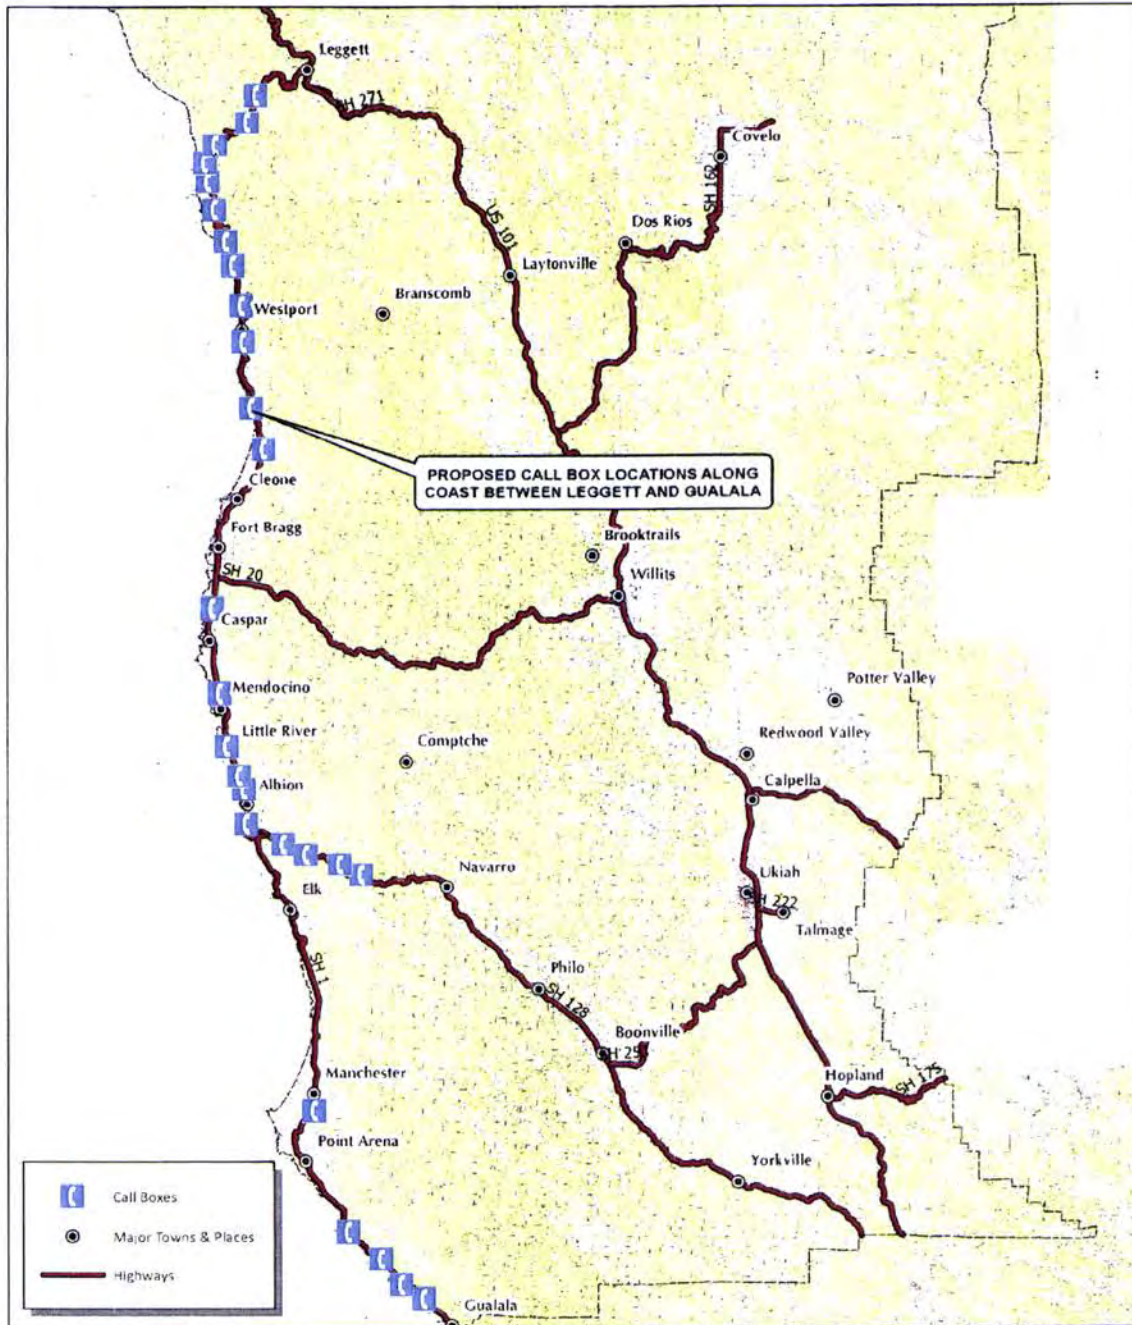 Leggett
SH 271
Covelo
SH 162
Dos Rios
US 101
Laytonville
Branscomb
Westport
PROPOSED CALL BOX LOCATIONS ALONG
COAST BETWEEN LEGGETT AND GUALALA
Cleone
Fort Bragg
Brooktrails
SH 20
Willits
Caspar
Potter Valley
Mendocino
Little River
Redwood Valley
Comptche
Calpella
Albion
Navarro
Ukiah
Elk
SH 222
Talmage
SH 1
Philo
SH 128
Boonville
Hopland
SH 175
Manchester
Point Arena
Yorkville
Call Boxes
Major Towns & Places
Highways
Gualala